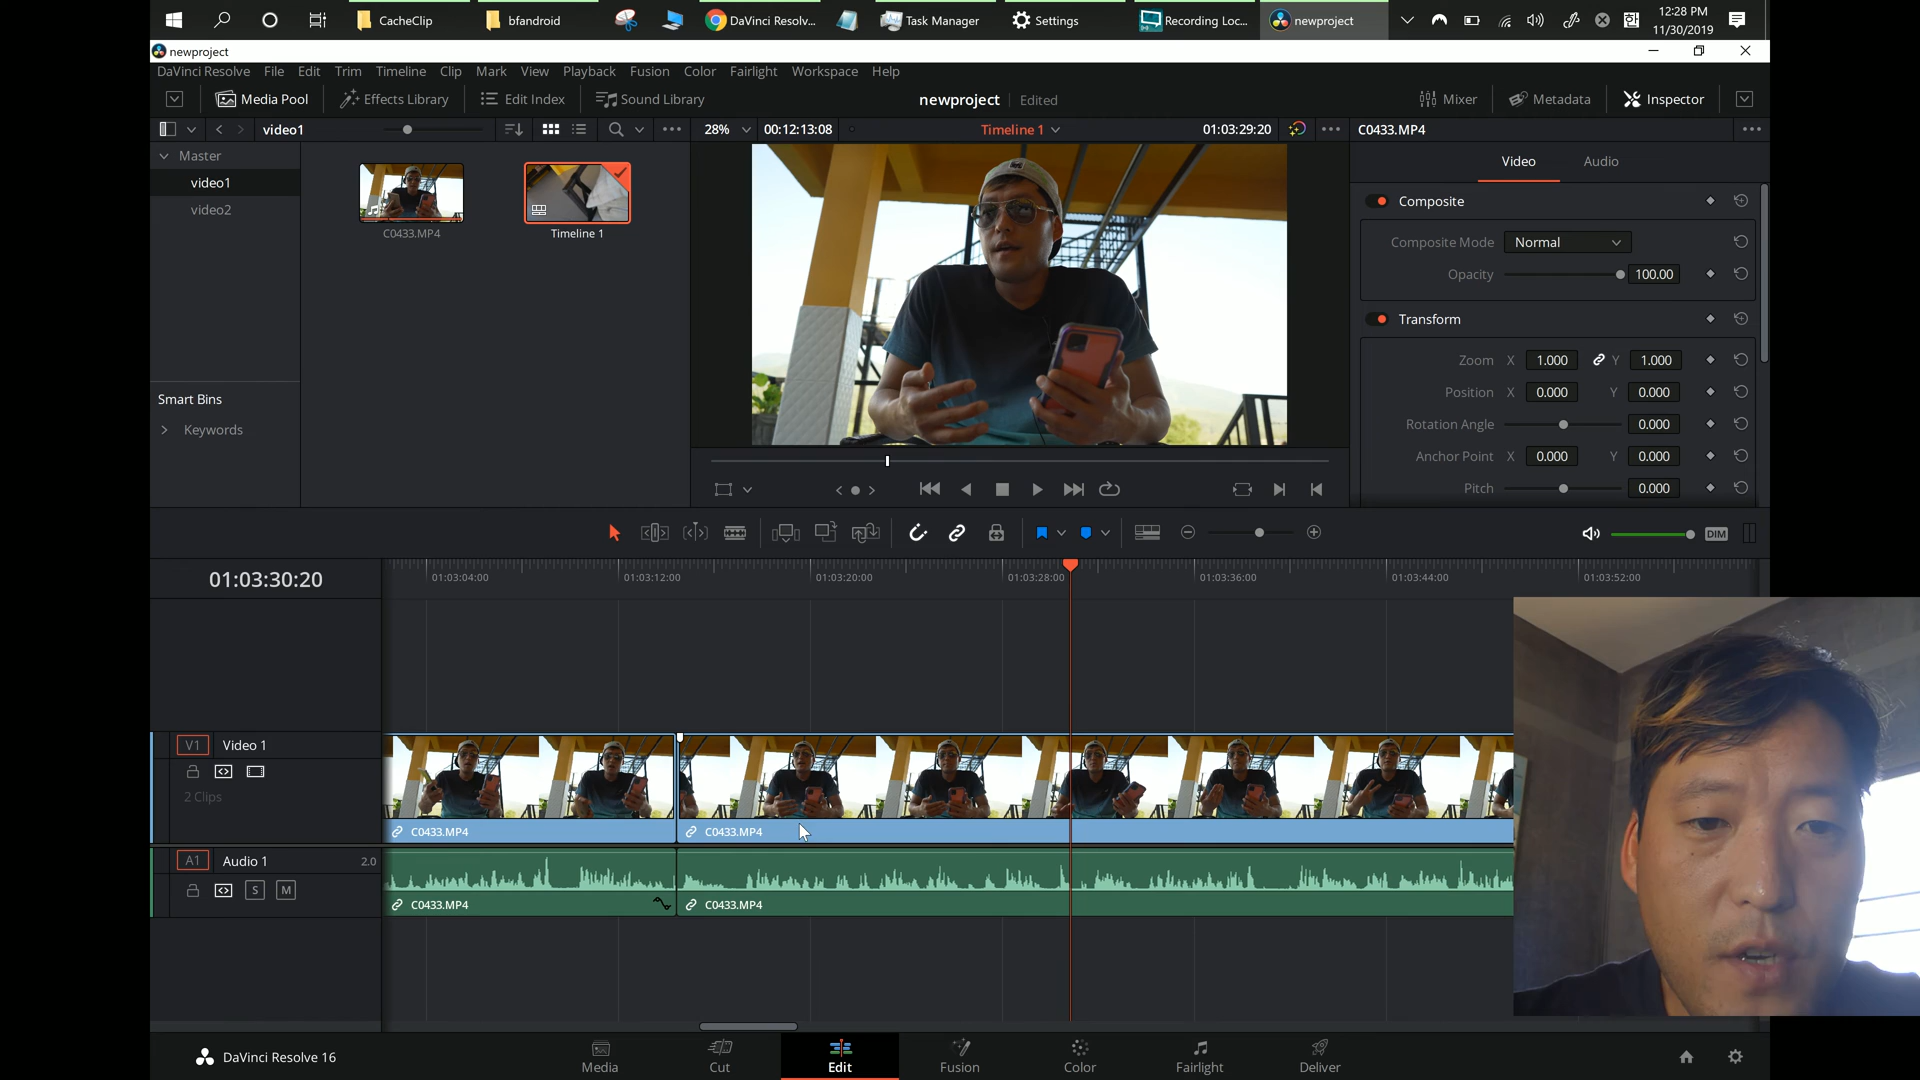 CacheClip
bfandroid
DaVinci Resolv...
Task Manager
Settings
Recording Loc...
newproject
12:28 PM
11/30/2019
newproject
DaVinci Resolve File Edit Trim Timeline Clip Mark View Playback Fusion Color Fairlight Workspace Help
Media Pool Effects Library Edit Index Sound Library newproject Edited Mixer Metadata Inspector
video1 28% 00:12:13:08 Timeline 1 01:03:29:20 C0433.MP4
Master
video1
video2
C0433.MP4
Timeline 1
Smart Bins
Keywords
Video Audio
Composite
Composite Mode Normal
Opacity 100.00
Transform
Zoom X 1.000 Y 1.000
Position X 0.000 Y 0.000
Rotation Angle 0.000
Anchor Point X 0.000 Y 0.000
Pitch 0.000
DIM
01:03:30:20
01:03:04:00 01:03:12:00 01:03:20:00 01:03:28:00 01:03:36:00 01:03:44:00 01:03:52:00
V1 Video 1
2 Clips
C0433.MP4 C0433.MP4
A1 Audio 1 2.0
S M
C0433.MP4 C0433.MP4
DaVinci Resolve 16
Media Cut Edit Fusion Color Fairlight Deliver